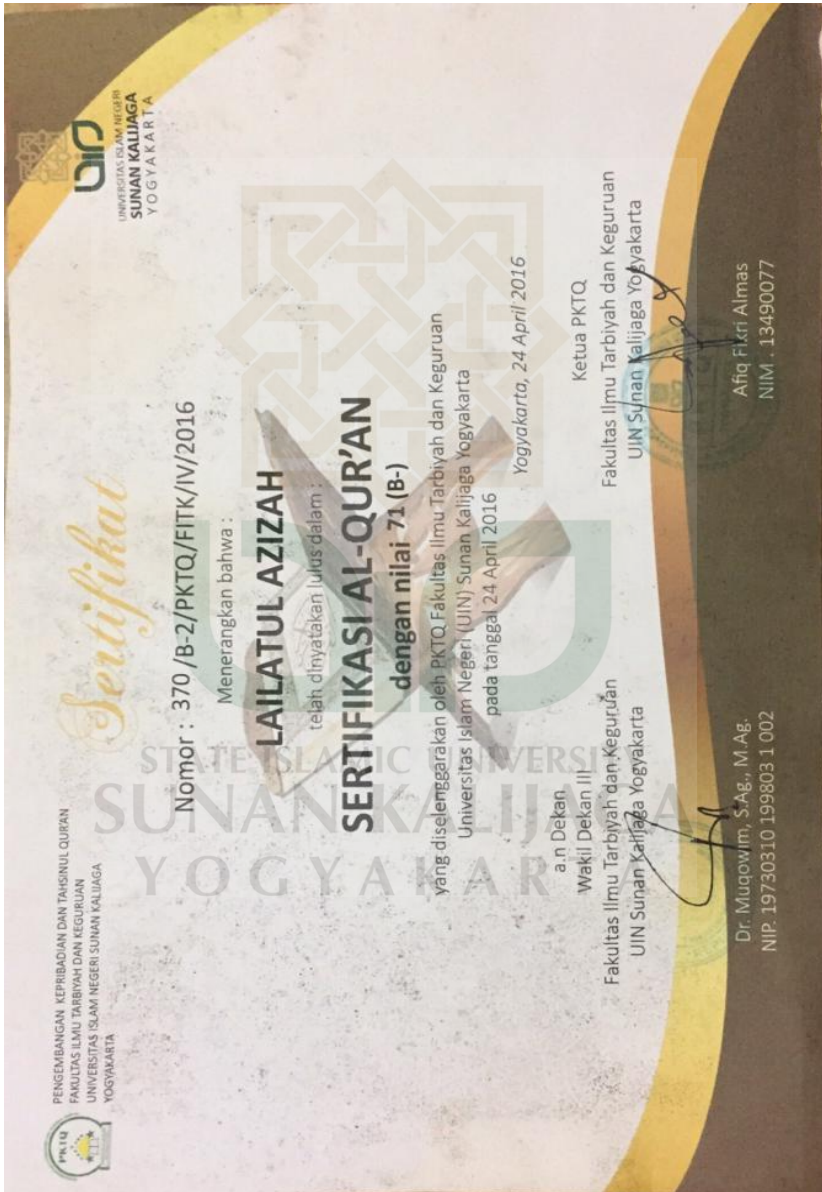 PKTQ
PENGEMBANGAN KEPRIBADIAN DAN TAHSINUL QUR'AN
FAKULTAS ILMU TARBIYAH DAN KEGURUAN
UNIVERSITAS ISLAM NEGERI SUNAN KALIJAGA
YOGYAKARTA
UIN
UNIVERSITAS ISLAM NEGERI
SUNAN KALIJAGA
YOGYAKARTA
Sertifikat
Nomor : 370 /B-2/PKTQ/FITK/IV/2016
Menerangkan bahwa :
LAILATUL AZIZAH
telah dinyatakan lulus dalam :
SERTIFIKASI AL-QUR'AN
dengan nilai 71 (B-)
yang diselenggarakan oleh PKTQ Fakultas Ilmu Tarbiyah dan Keguruan
Universitas Islam Negeri (UIN) Sunan Kalijaga Yogyakarta
pada tanggal 24 April 2016
Yogyakarta, 24 April 2016
a.n Dekan
Wakil Dekan III
Fakultas Ilmu Tarbiyah dan Keguruan
UIN Sunan Kalijaga Yogyakarta
Dr. Muqowim, S.Ag., M.Ag.
NIP. 19730310 199803 1 002
Ketua PKTQ
Fakultas Ilmu Tarbiyah dan Keguruan
UIN Sunan Kalijaga Yogyakarta
Afiq Fikri Almas
NIM . 13490077
STATE ISLAMIC UNIVERSITY
SUNAN KALIJAGA
YOGYAKARTA